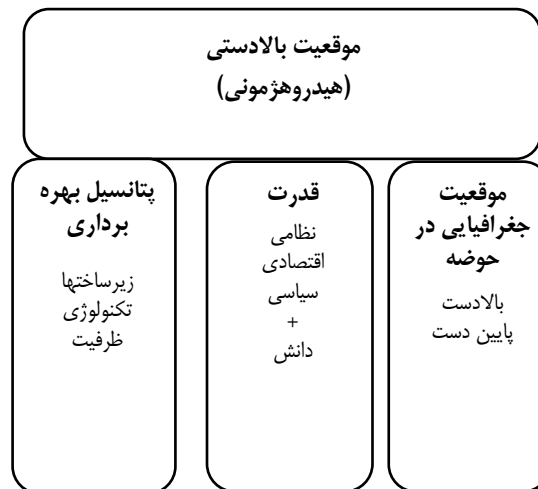 موقعیت بالادستی
(هیدروهژمونی)
موقعیت
جغرافیایی در
حوضه
بالادست
پایین دست
قدرت
نظامی
اقتصادی
سیاسی
+
دانش
پتانسیل بهره
برداری
زیرساختها
تکنولوژی
ظرفیت